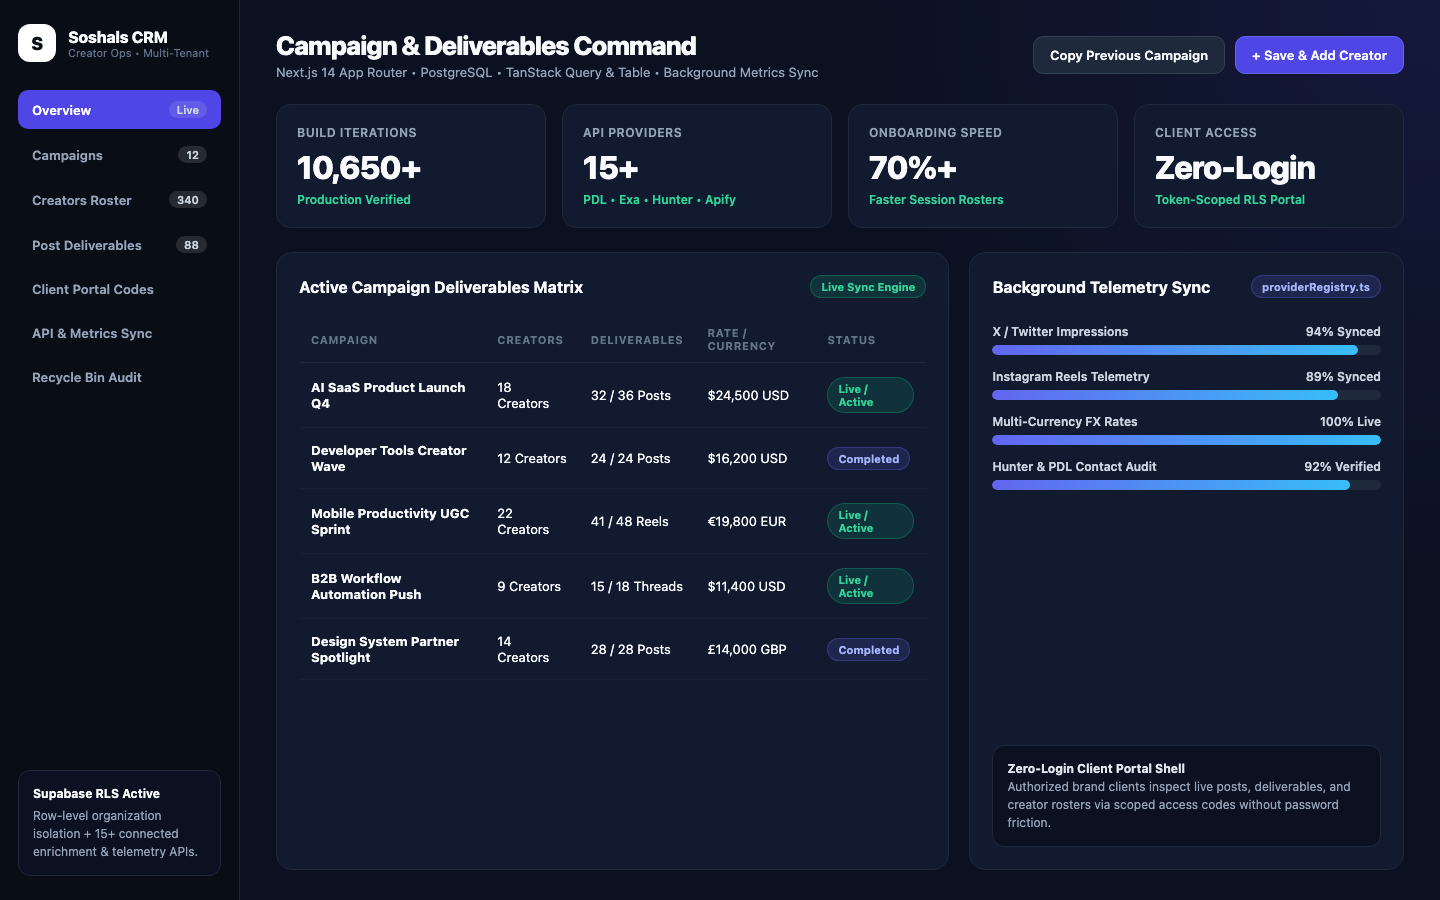 S
Soshals CRM
Creator Ops • Multi-Tenant
Overview Live
Campaigns 12
Creators Roster 340
Post Deliverables 88
Client Portal Codes
API & Metrics Sync
Recycle Bin Audit
Supabase RLS Active
Row-level organization
isolation + 15+ connected
enrichment & telemetry APIs.
Campaign & Deliverables Command
Next.js 14 App Router • PostgreSQL • TanStack Query & Table • Background Metrics Sync
Copy Previous Campaign
+ Save & Add Creator
BUILD ITERATIONS
10,650+
Production Verified
API PROVIDERS
15+
PDL • Exa • Hunter • Apify
ONBOARDING SPEED
70%+
Faster Session Rosters
CLIENT ACCESS
Zero-Login
Token-Scoped RLS Portal
Active Campaign Deliverables Matrix
Live Sync Engine
CAMPAIGN CREATORS DELIVERABLES RATE / CURRENCY STATUS
AI SaaS Product Launch Q4 18 Creators 32 / 36 Posts $24,500 USD Live / Active
Developer Tools Creator Wave 12 Creators 24 / 24 Posts $16,200 USD Completed
Mobile Productivity UGC Sprint 22 Creators 41 / 48 Reels €19,800 EUR Live / Active
B2B Workflow Automation Push 9 Creators 15 / 18 Threads $11,400 USD Live / Active
Design System Partner Spotlight 14 Creators 28 / 28 Posts £14,000 GBP Completed
Background Telemetry Sync
providerRegistry.ts
X / Twitter Impressions 94% Synced
Instagram Reels Telemetry 89% Synced
Multi-Currency FX Rates 100% Live
Hunter & PDL Contact Audit 92% Verified
Zero-Login Client Portal Shell
Authorized brand clients inspect live posts, deliverables, and
creator rosters via scoped access codes without password
friction.